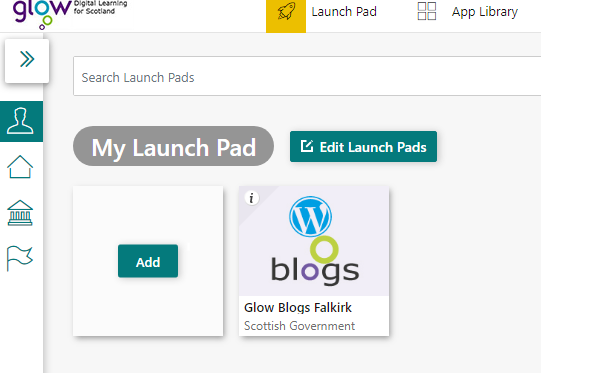 glow Digital Learning
for Scotland
Launch Pad
App Library
Search Launch Pads
My Launch Pad
Edit Launch Pads
Add
i
W
blogs
Glow Blogs Falkirk
Scottish Government